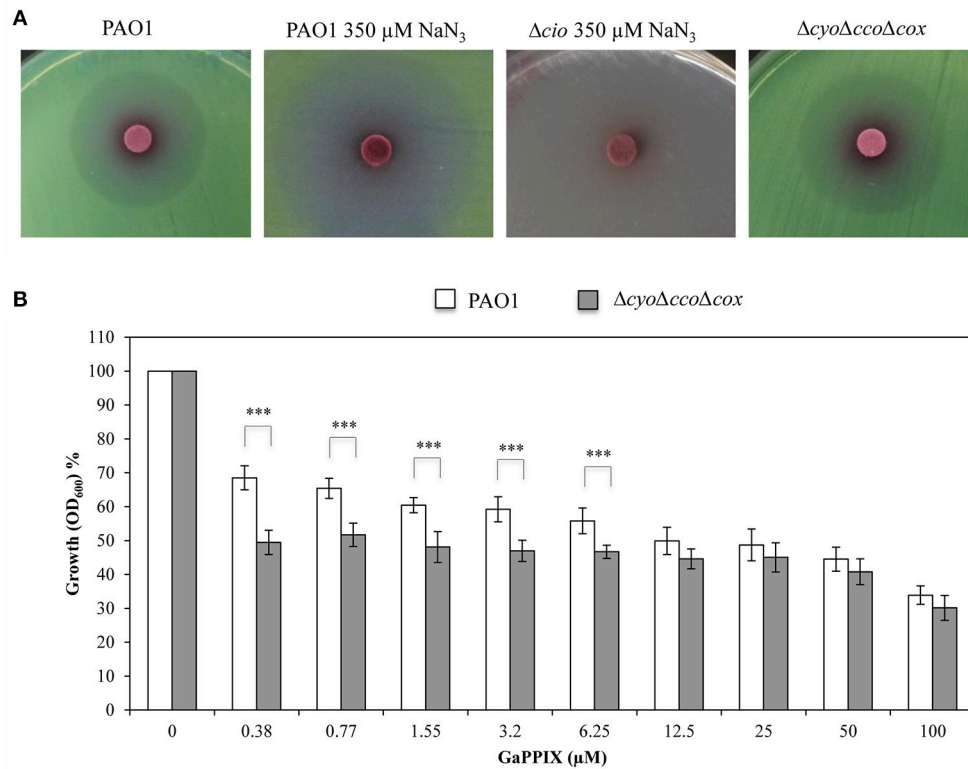 A
PAO1
PAO1 350 µM NaN3
Δcio 350 µM NaN3
ΔcyoΔccoΔcox
B
PAO1
ΔcyoΔccoΔcox
Growth (OD600) %
110
100
90
80
70
60
50
40
30
20
10
0
***
***
***
***
***
0
0.38
0.77
1.55
3.2
6.25
12.5
25
50
100
GaPPIX (µM)